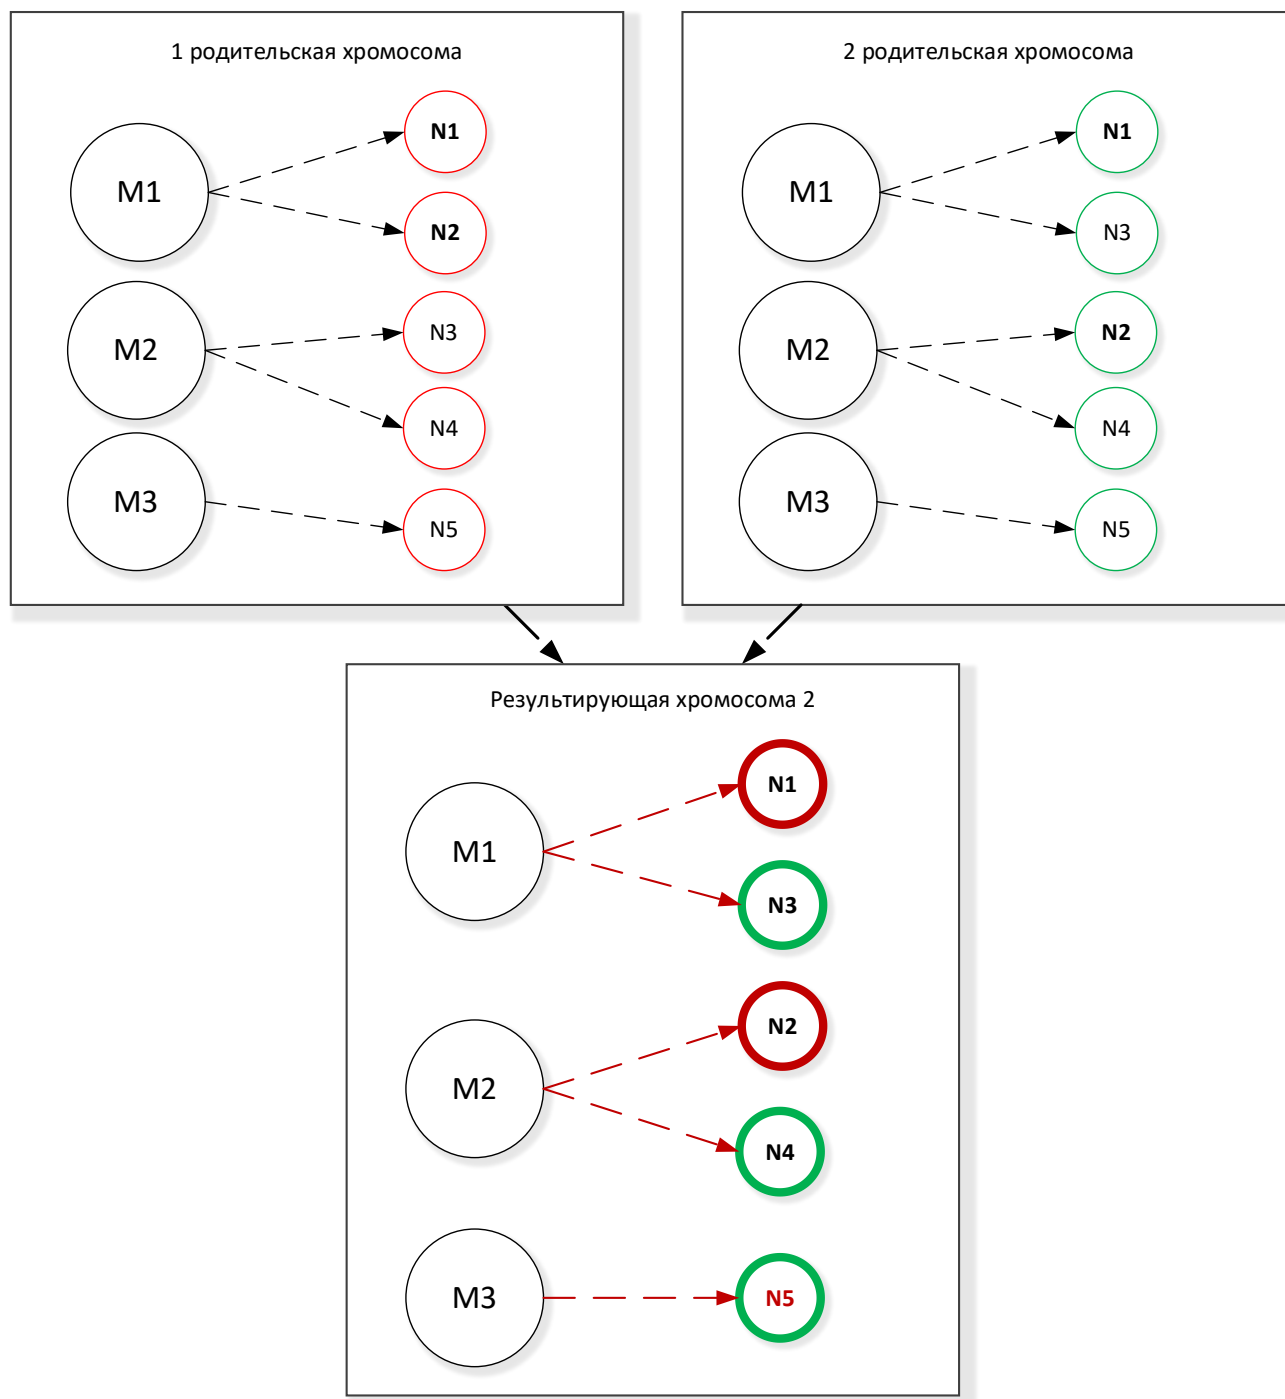 1 родительская хромосома
M1
N1
N2
M2
N3
N4
M3
N5
2 родительская хромосома
M1
N1
N3
M2
N2
N4
M3
N5
Результирующая хромосома 2
M1
N1
N3
M2
N2
N4
M3
N5